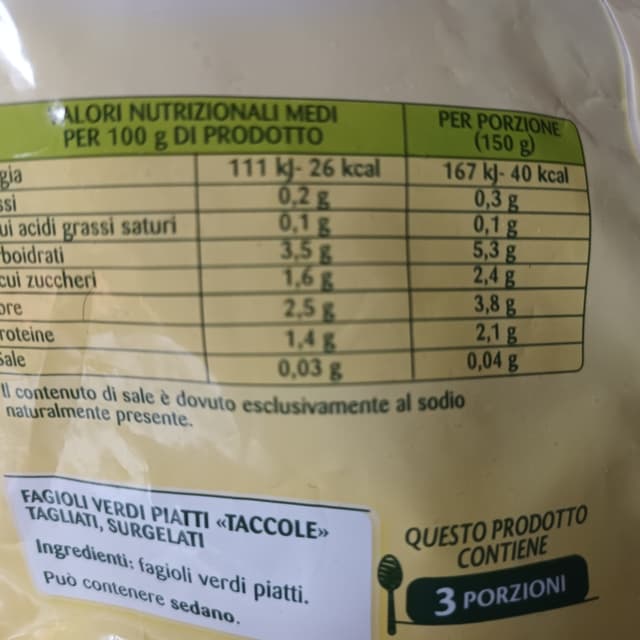 ALORI NUTRIZIONALI MEDI
PER 100 g DI PRODOTTO
PER PORZIONE
(150 g)
gia 111 kJ- 26 kcal 167 kJ- 40 kcal
ssi 0,2 g 0,3 g
ui acidi grassi saturi 0,1 g 0,1 g
boidrati 3,5 g 5,3 g
cui zuccheri 1,6 g 2,4 g
bre 2,5 g 3,8 g
roteine 1,4 g 2,1 g
Sale 0,03 g 0,04 g
Il contenuto di sale è dovuto esclusivamente al sodio
naturalmente presente.
FAGIOLI VERDI PIATTI «TACCOLE»
TAGLIATI, SURGELATI
Ingredienti: fagioli verdi piatti.
Può contenere sedano.
QUESTO PRODOTTO
CONTIENE
3 PORZIONI